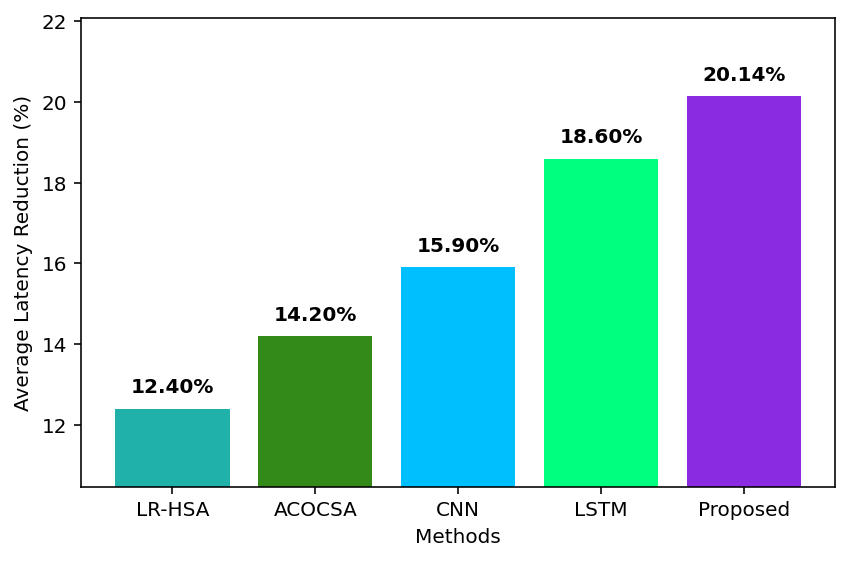 22
20
18
16
14
12
Average Latency Reduction (%)
12.40%
14.20%
15.90%
18.60%
20.14%
LR-HSA
ACOCSA
CNN
LSTM
Proposed
Methods